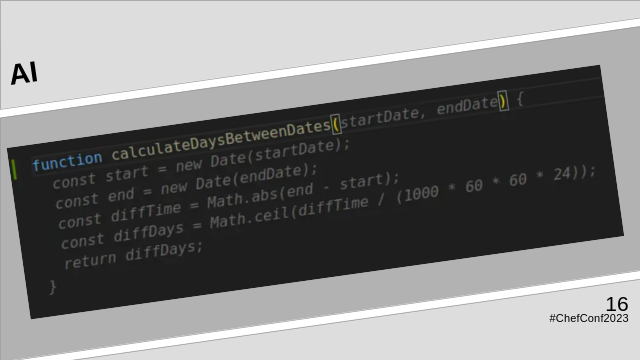 AI
function calculateDaysBetweenDates(startDate, endDate) {
const start = new Date(startDate);
const end = new Date(endDate);
const diffTime = Math.abs(end - start);
const diffDays = Math.ceil(diffTime / (1000 * 60 * 60 * 24));
return diffDays;
}
16
#ChefConf2023